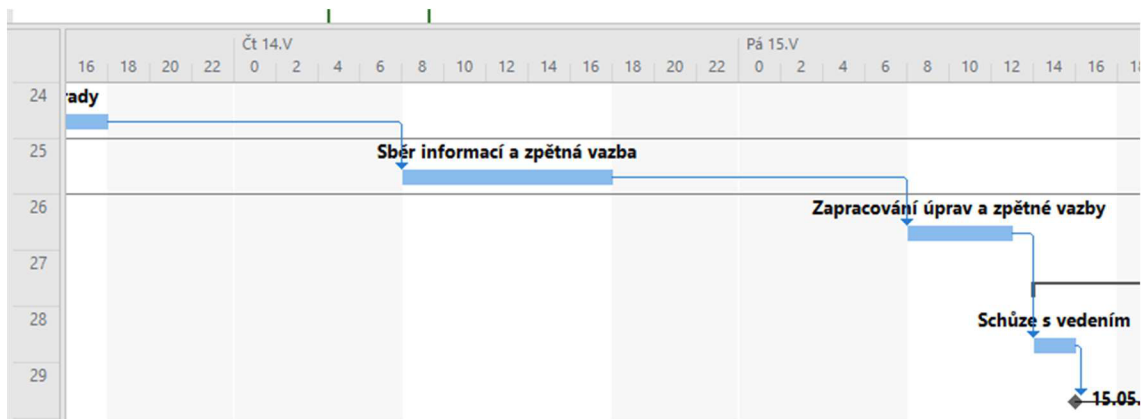 Čt 14.V Pá 15.V
16 18 20 22 0 2 4 6 8 10 12 14 16 18 20 22 0 2 4 6 8 10 12 14 16
24 rady
25 Sběr informací a zpětná vazba
26 Zapracování úprav a zpětné vazby
27
28 Schůze s vedením
29
15.05.